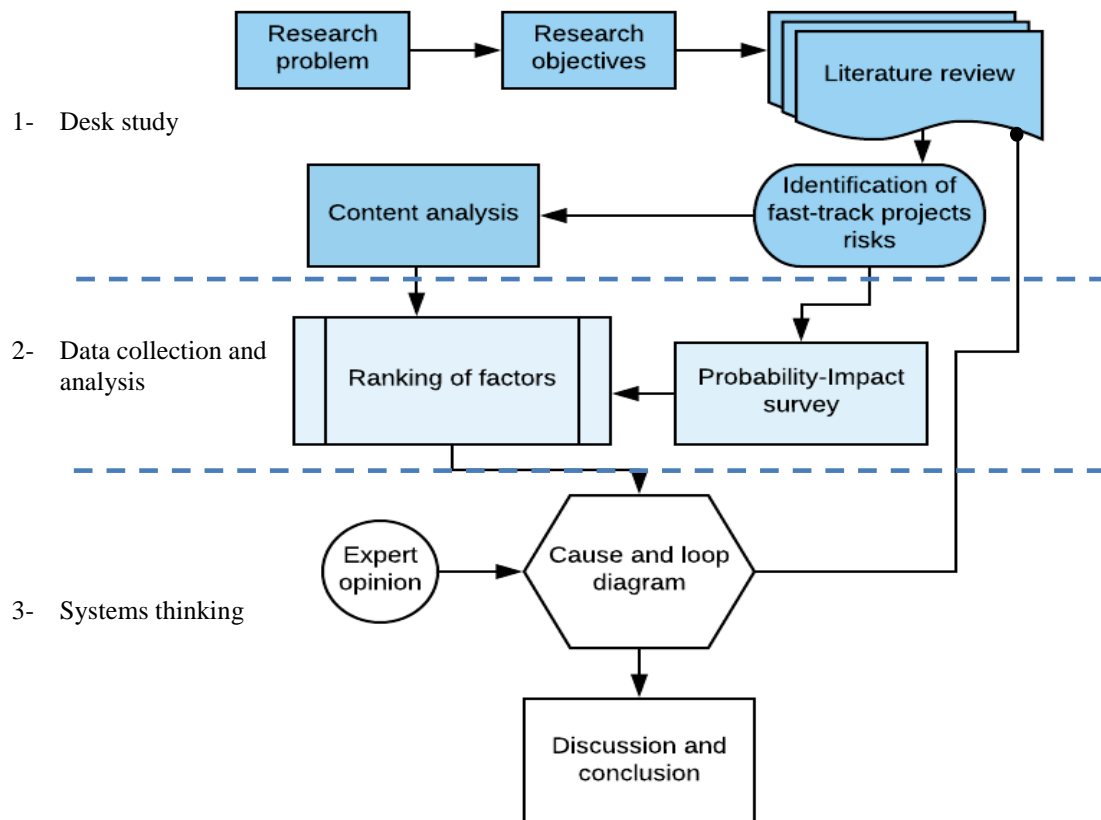 Research
problem
Research
objectives
Literature review
1- Desk study
Identification of
fast-track projects
risks
Content analysis
2- Data collection and
analysis
Ranking of factors
Probability-Impact
survey
Expert
opinion
Cause and loop
diagram
3- Systems thinking
Discussion and
conclusion